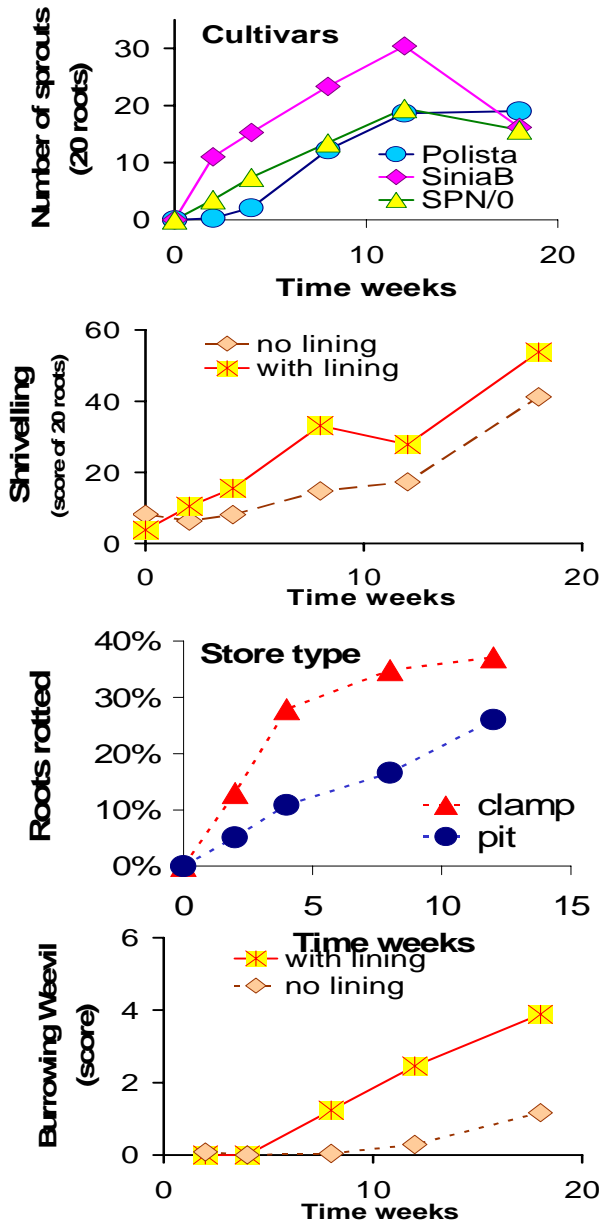 Number of sprouts
(20 roots)
Cultivars
30
20
10
0
Polista
SiniaB
SPN/0
0 10 20
Time weeks
Shrivelling
(score of 20 roots)
60
40
20
0
no lining
with lining
0 10 20
Time weeks
Roots rotted
40%
30%
20%
10%
0%
Store type
clamp
pit
0 5 10 15
Time weeks
Burrowing Weevil
(score)
6
4
2
0
with lining
no lining
0 10 20
Time weeks